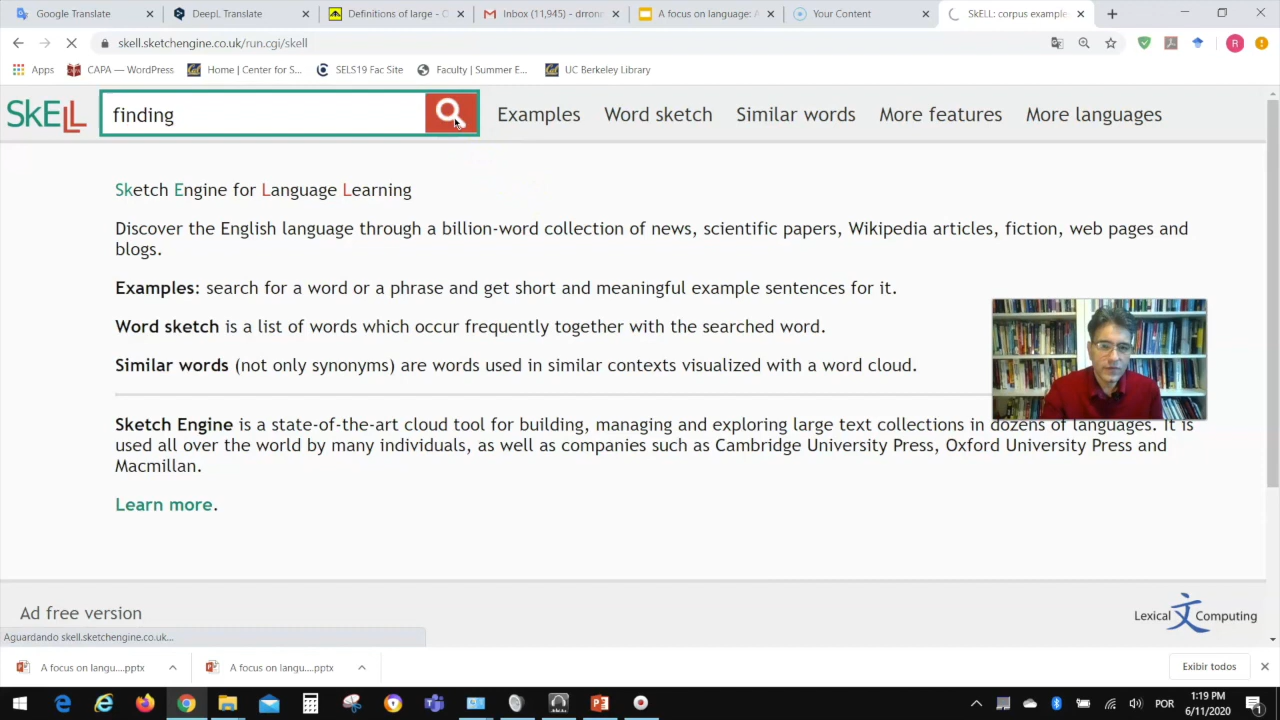 Google Translate
DeepL Translate
Definitions of large - O
Inbox (11,945) - drron
A focus on language: A
Your Content
SkELL: corpus example
skell.sketchengine.co.uk/run.cgi/skell
R
Apps
CAPA — WordPress
Home | Center for S...
SELS19 Fac Site
Faculty | Summer E...
UC Berkeley Library
SkELL
finding
Examples
Word sketch
Similar words
More features
More languages
Sketch Engine for Language Learning
Discover the English language through a billion-word collection of news, scientific papers, Wikipedia articles, fiction, web pages and
blogs.
Examples: search for a word or a phrase and get short and meaningful example sentences for it.
Word sketch is a list of words which occur frequently together with the searched word.
Similar words (not only synonyms) are words used in similar contexts visualized with a word cloud.
Sketch Engine is a state-of-the-art cloud tool for building, managing and exploring large text collections in dozens of languages. It is
used all over the world by many individuals, as well as companies such as Cambridge University Press, Oxford University Press and
Macmillan.
Learn more.
Ad free version
Lexical 文 Computing
Aguardando skell.sketchengine.co.uk...
A focus on langu....pptx
A focus on langu....pptx
Exibir todos
POR
1:19 PM
6/11/2020
1